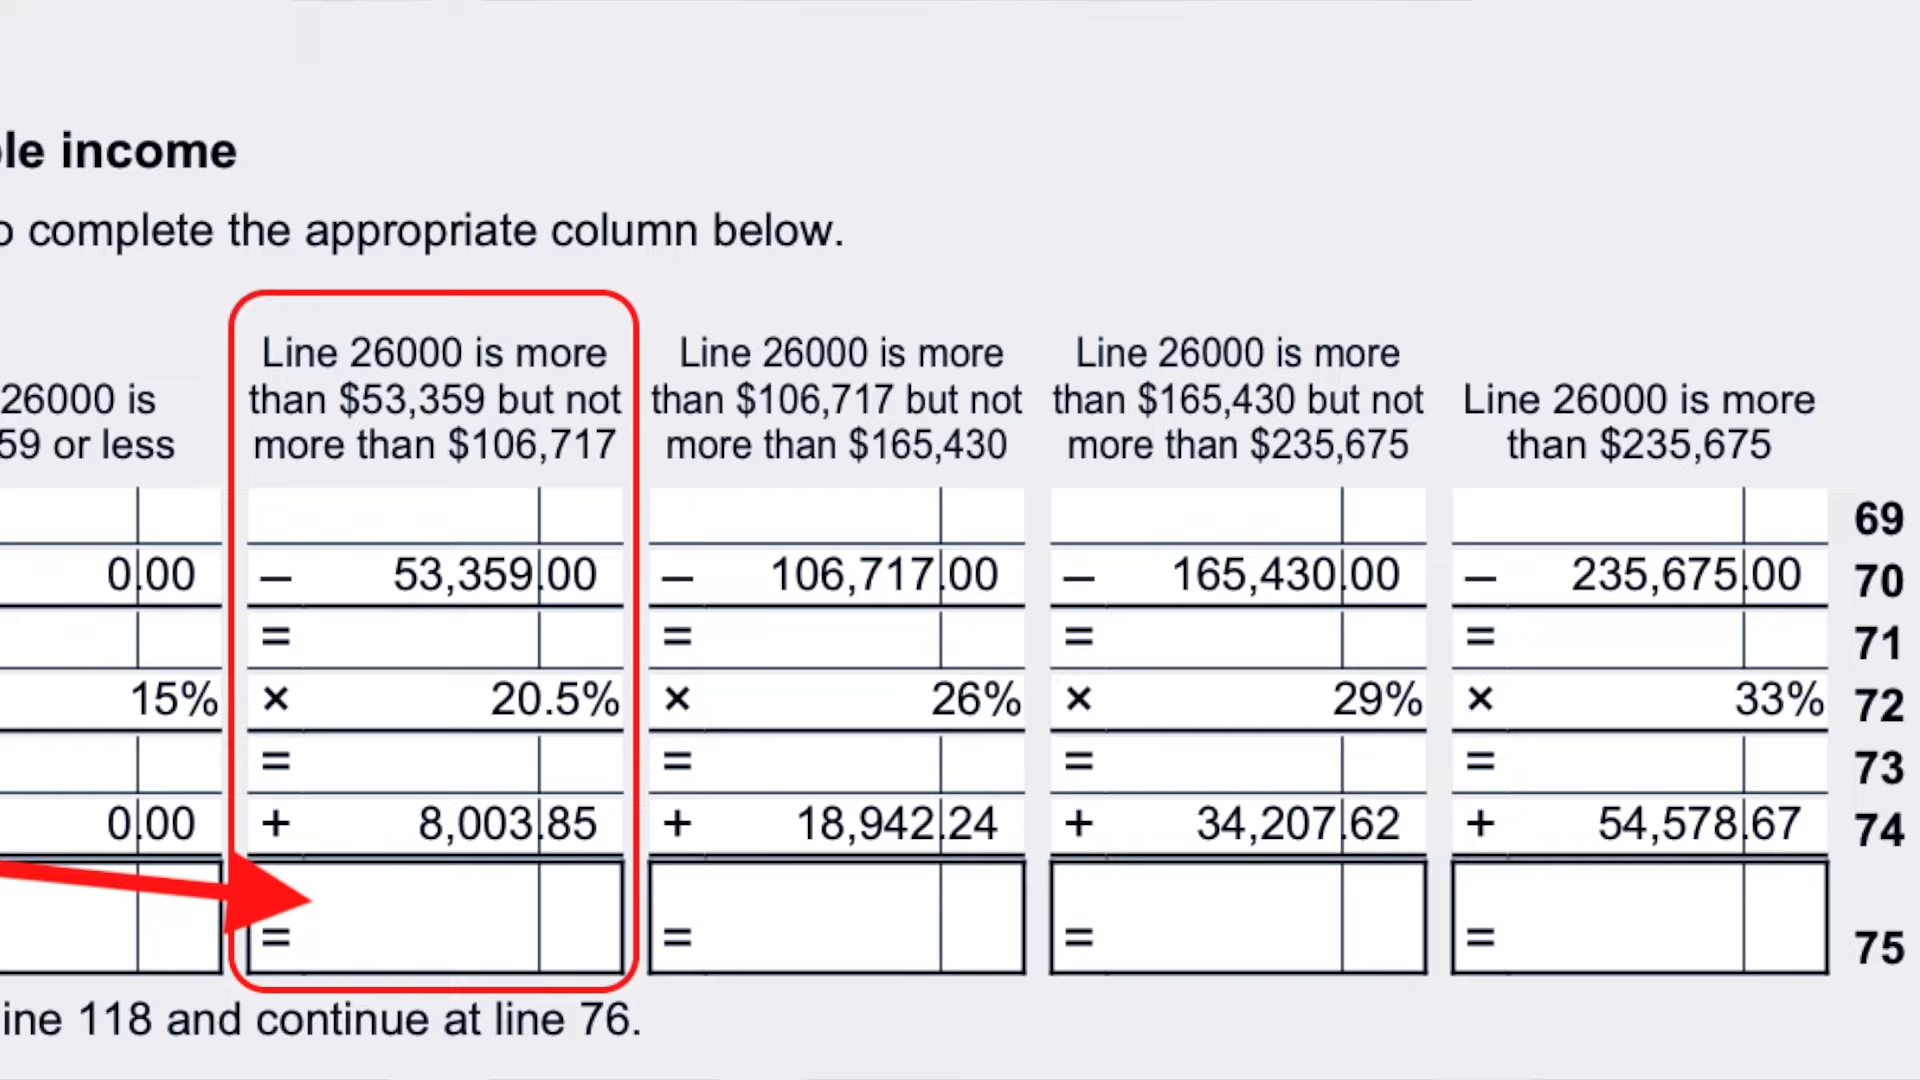 le income
o complete the appropriate column below.
26000 is
59 or less
Line 26000 is more
than $53,359 but not
more than $106,717
Line 26000 is more
than $106,717 but not
more than $165,430
Line 26000 is more
than $165,430 but not
more than $235,675
Line 26000 is more
than $235,675
69
0.00 – 53,359.00 – 106,717.00 – 165,430.00 – 235,675.00 70
= = = = 71
15% × 20.5% × 26% × 29% × 33% 72
= = = = 73
0.00 + 8,003.85 + 18,942.24 + 34,207.62 + 54,578.67 74
= = = = 75
ine 118 and continue at line 76.